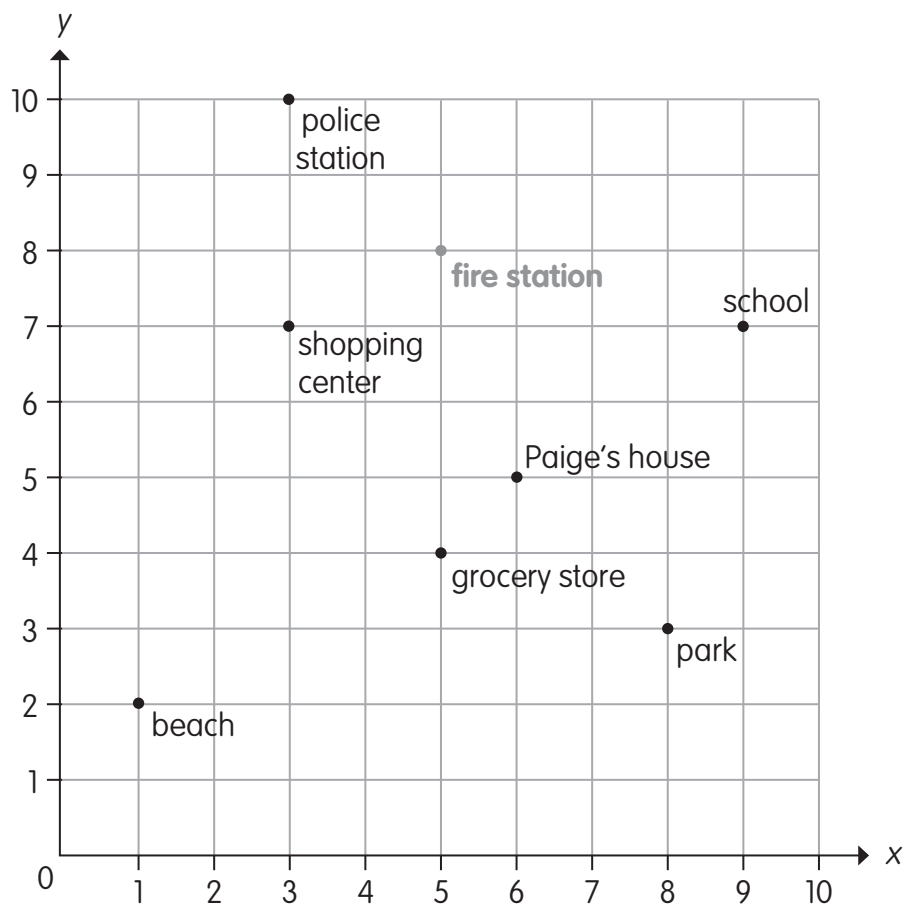 y
10
police
station
9
8
fire station
school
7
shopping
center
6
Paige's house
5
4
grocery store
3
park
2
beach
1
x
0
1 2 3 4 5 6 7 8 9 10